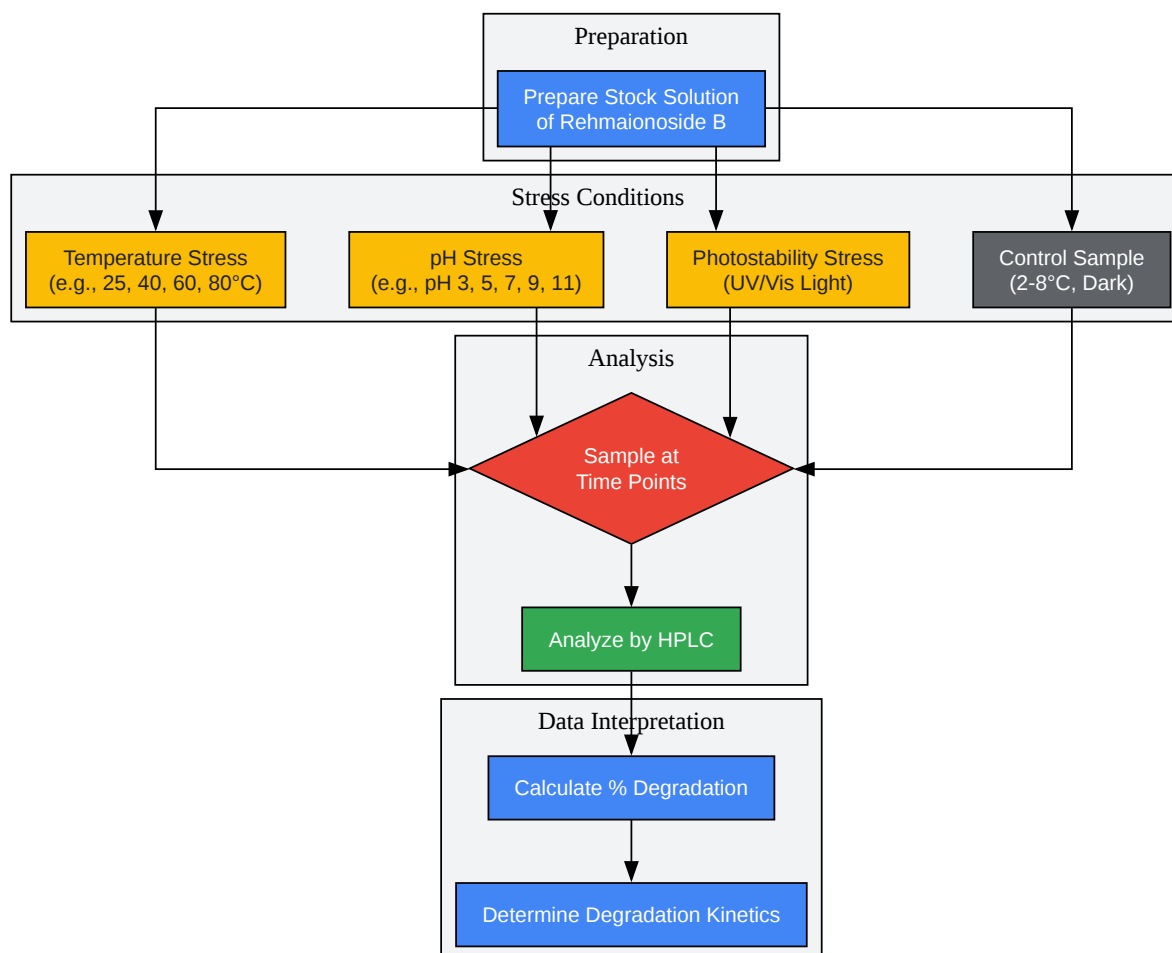 Preparation
Prepare Stock Solution
of Rehmaionoside B
Stress Conditions
Temperature Stress
(e.g., 25, 40, 60, 80°C)
pH Stress
(e.g., pH 3, 5, 7, 9, 11)
Photostability Stress
(UV/Vis Light)
Control Sample
(2-8°C, Dark)
Analysis
Sample at
Time Points
Analyze by HPLC
Data Interpretation
Calculate % Degradation
Determine Degradation Kinetics